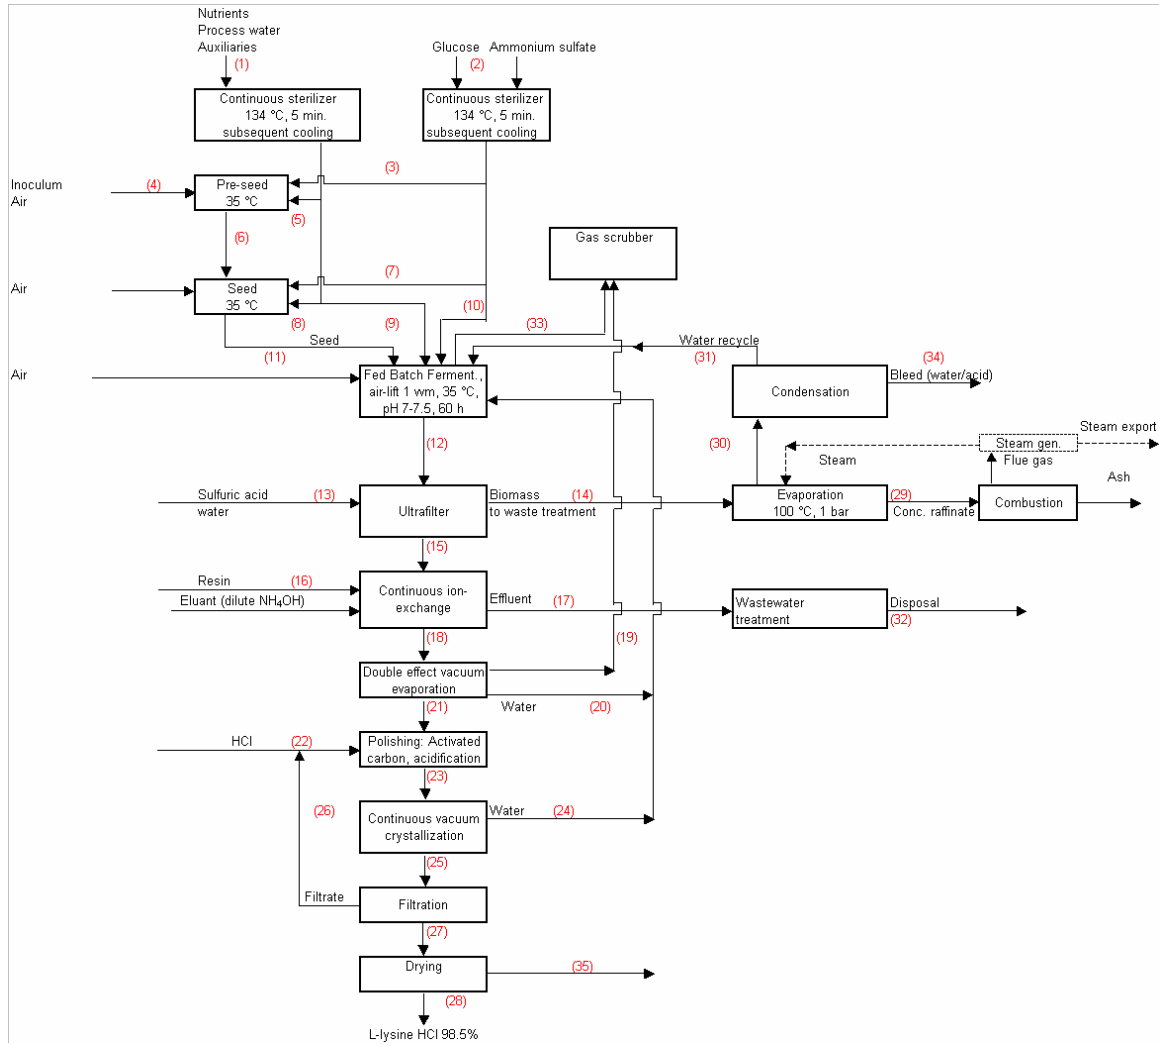 Nutrients
Process water
Auxiliaries
(1)
Glucose
(2)
Ammonium sulfate
Continuous sterilizer
134 °C, 5 min.
subsequent cooling
Continuous sterilizer
134 °C, 5 min.
subsequent cooling
(3)
Inoculum
Air
(4)
Pre-seed
35 °C
(5)
(6)
Gas scrubber
(7)
Air
Seed
35 °C
(8)
(9)
(10)
(33)
Seed
(11)
Water recycle
(31)
(34)
Air
Fed Batch Ferment.,
air-lift 1 wm, 35 °C,
pH 7-7.5, 60 h
Condensation
Bleed (water/acid)
(12)
(30)
Steam
Steam gen.
Steam export
Flue gas
Ash
Sulfuric acid
water
(13)
Ultrafilter
Biomass
to waste treatment
(14)
Evaporation
100 °C, 1 bar
(29)
Conc. raffinate
Combustion
(15)
Resin
(16)
Eluant (dilute NH4OH)
Continuous ion-
exchange
Effluent
(17)
Wastewater
treatment
Disposal
(32)
(18)
(19)
Double effect vacuum
evaporation
(21)
Water
(20)
HCl
(22)
Polishing: Activated
carbon, acidification
(23)
(26)
Continuous vacuum
crystallization
Water
(24)
(25)
Filtrate
Filtration
(27)
Drying
(35)
(28)
L-lysine HCl 98.5%